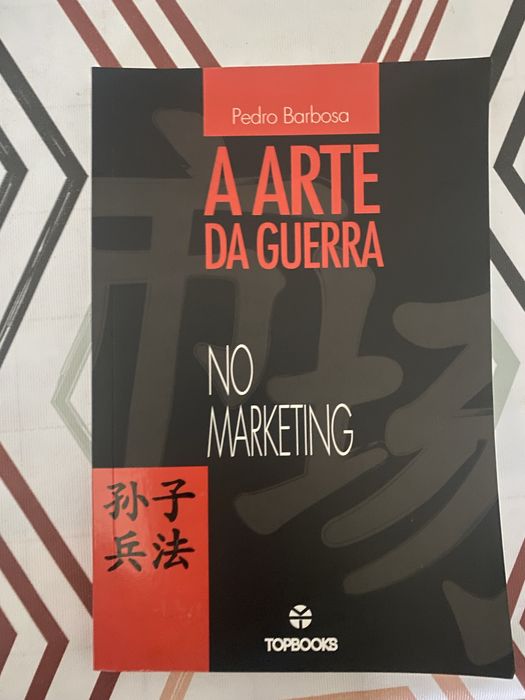 Pedro Barbosa
A ARTE
DA GUERRA
NO
MARKETING
孙子
兵法
TOPBOOKS